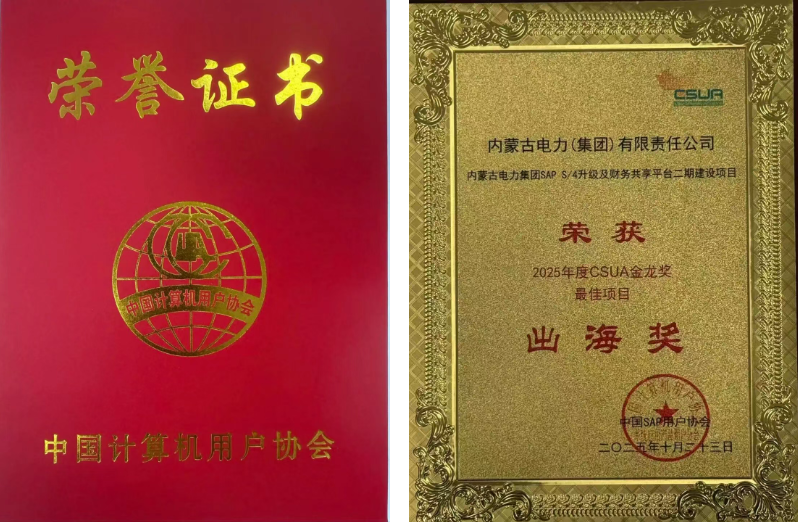 荣誉证书
中国计算机用户协会
中国计算机用户协会
CSUA
内蒙古电力(集团)有限责任公司
内蒙古电力集团SAP S/4升级及财务共享平台二期建设项目
荣获
2025年度CSUA金龙奖
最佳项目
出海奖
中国SAP用户协会
二〇二五年十月二十三日